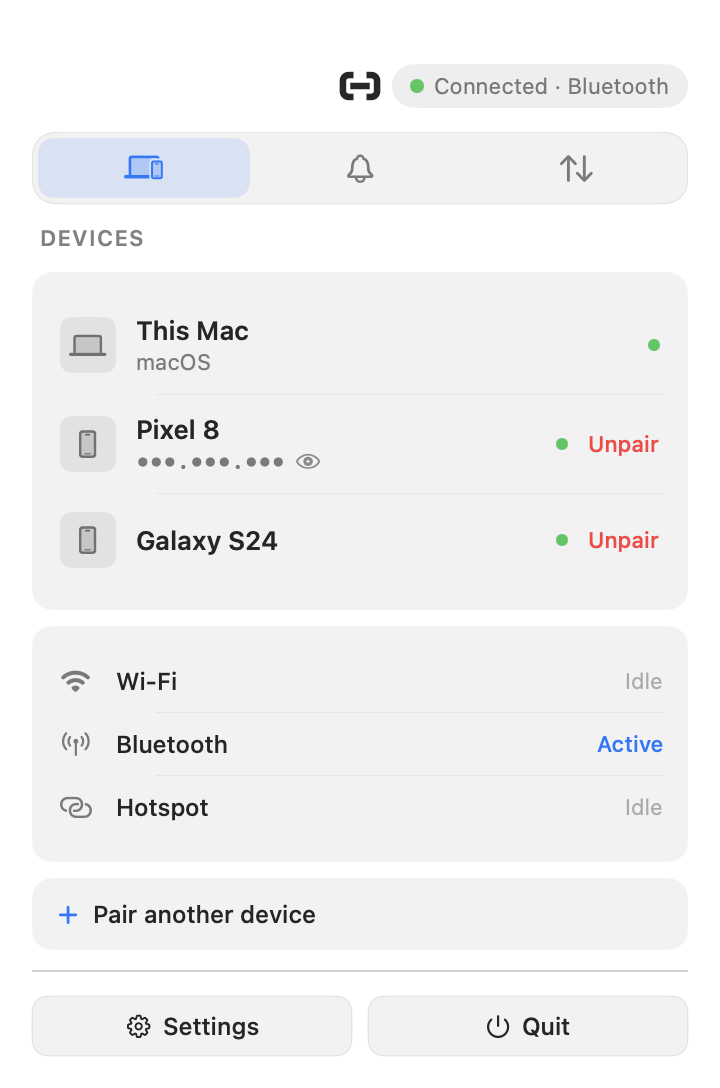 Connected · Bluetooth
DEVICES
This Mac
macOS
Pixel 8
•••.•••.•••
Unpair
Galaxy S24
Unpair
Wi-Fi
Idle
Bluetooth
Active
Hotspot
Idle
Pair another device
Settings
Quit